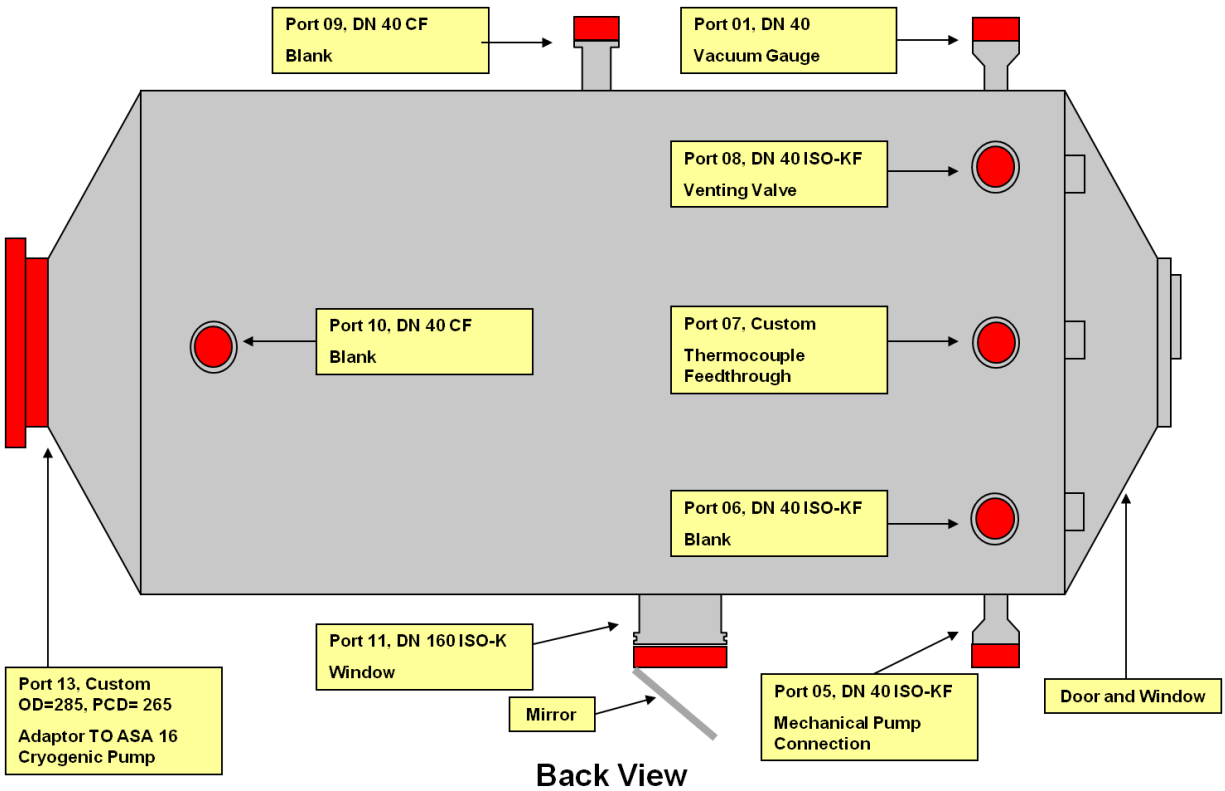 Port 09, DN 40 CF
Blank
Port 01, DN 40
Vacuum Gauge
Port 08, DN 40 ISO-KF
Venting Valve
Port 10, DN 40 CF
Blank
Port 07, Custom
Thermocouple
Feedthrough
Port 06, DN 40 ISO-KF
Blank
Port 11, DN 160 ISO-K
Window
Port 13, Custom
OD=285, PCD= 265
Adaptor TO ASA 16
Cryogenic Pump
Mirror
Port 05, DN 40 ISO-KF
Mechanical Pump
Connection
Door and Window
Back View